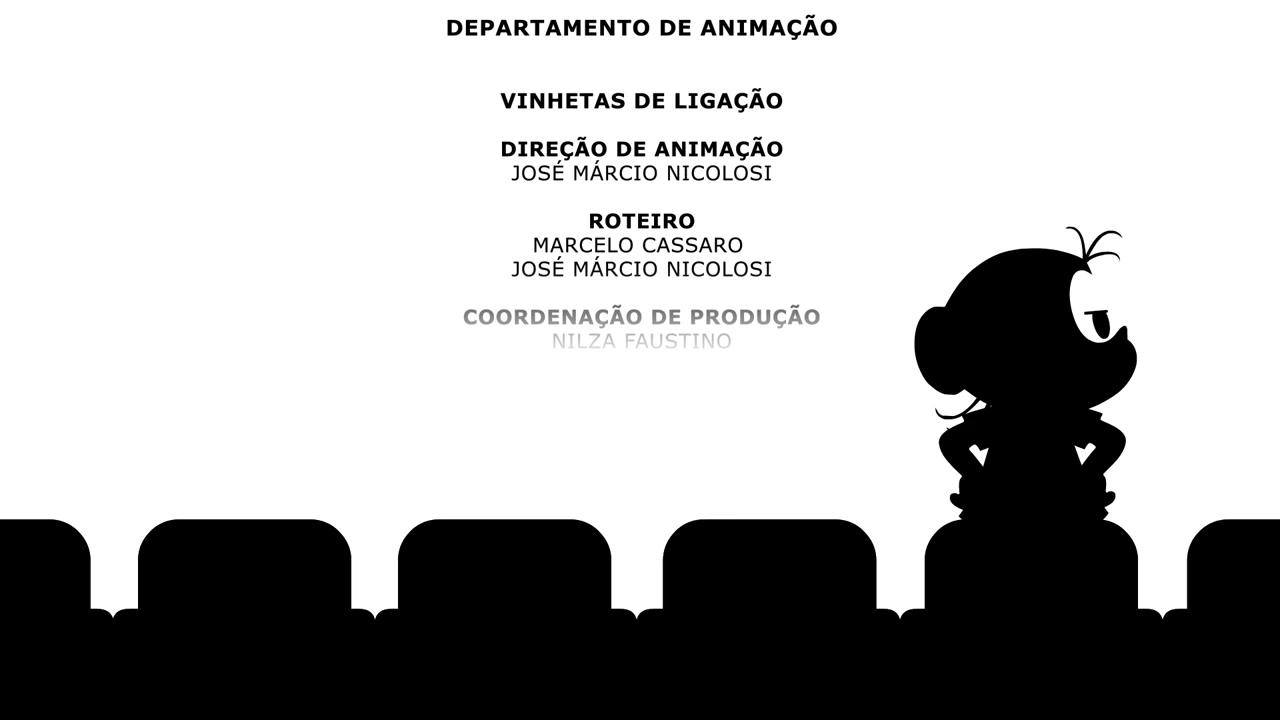 DEPARTAMENTO DE ANIMAÇÃO
VINHETAS DE LIGAÇÃO
DIREÇÃO DE ANIMAÇÃO
JOSÉ MÁRCIO NICOLOSI
ROTEIRO
MARCELO CASSARO
JOSÉ MÁRCIO NICOLOSI
COORDENAÇÃO DE PRODUÇÃO
NILZA FAUSTINO